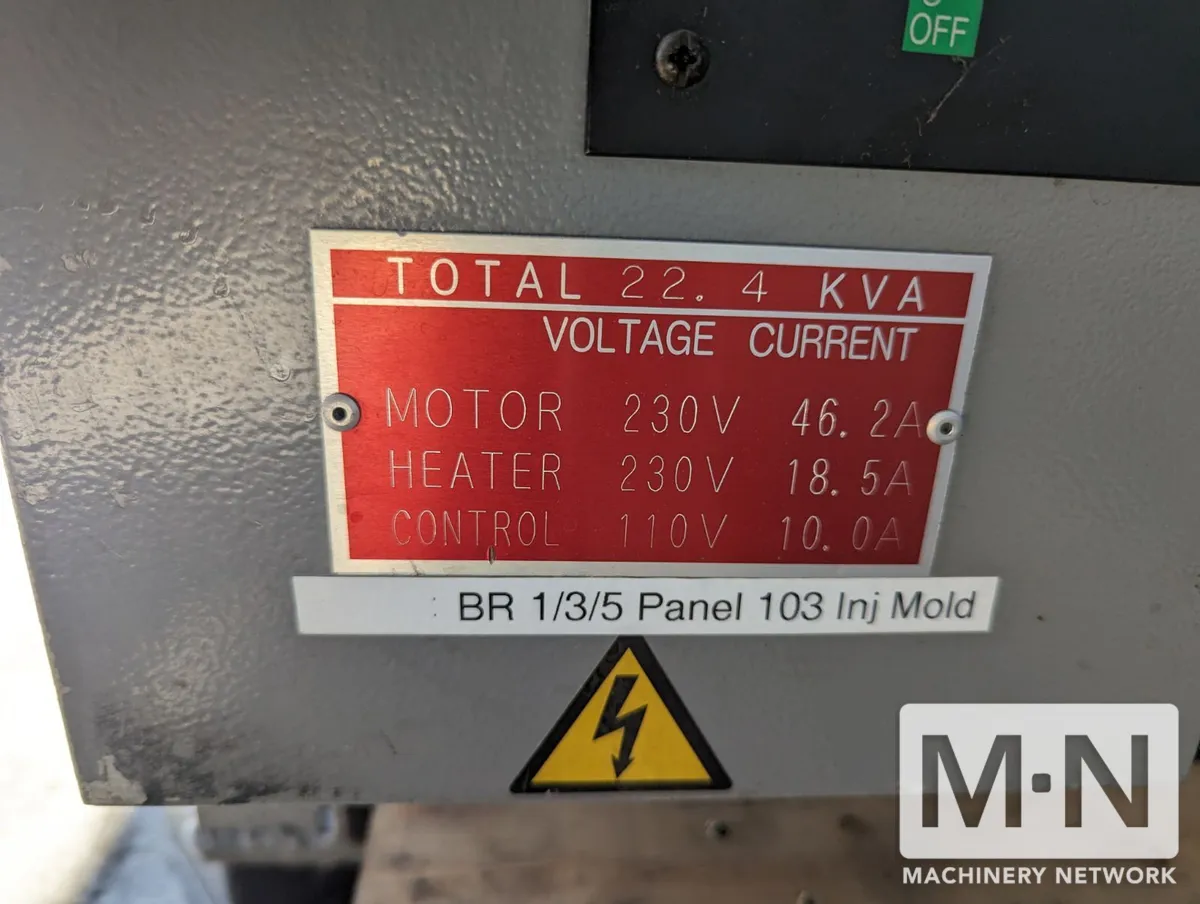 OFF
TOTAL 22.4 KVA
VOLTAGE CURRENT
MOTOR 230V 46.2A
HEATER 230V 18.5A
CONTROL 110V 10.0A
: BR 1/3/5 Panel 103 Inj Mold
M·N
MACHINERY NETWORK